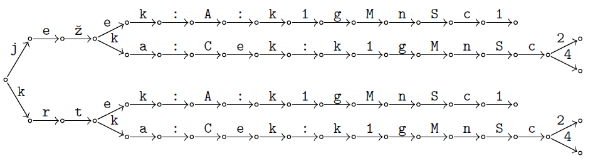 e k : A : k 1 g M n S c 1
j e ž k a : C e k : k 1 g M n S c 2 4
k r t e k : A : k 1 g M n S c 1
k a : C e k : k 1 g M n S c 2 4